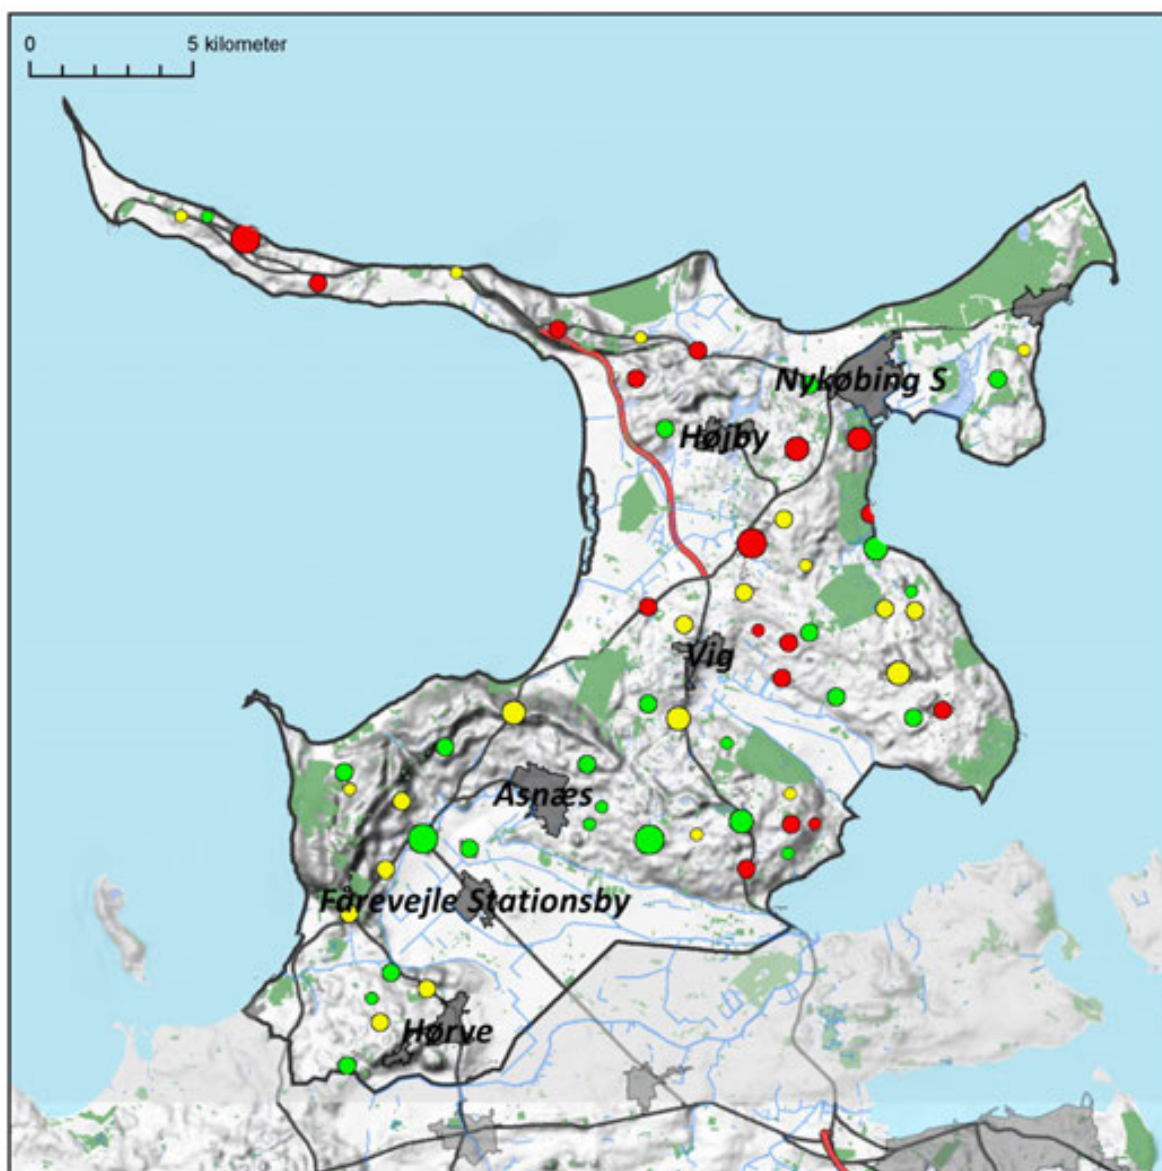 0 5 kilometer
Nykøbing S
Højby
Vig
Asnæs
Fårevejle Stationsby
Hørve